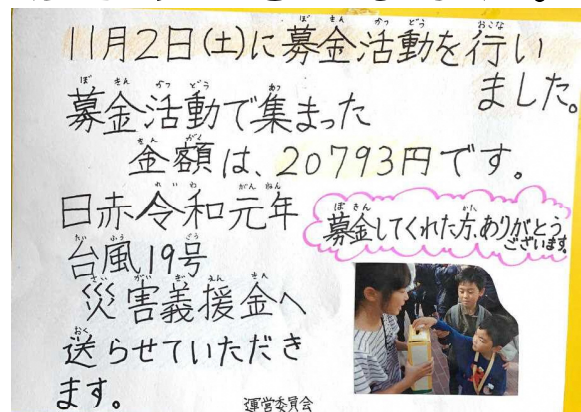 11月2日(土)に募金活動を行い
ました。
募金活動で集まった
金額は、20793円です。
日赤令和元年
台風19号
災害義援金へ
送らせていただき
ます。
募金してくれた方、ありがとう
ございます。
運営委員会